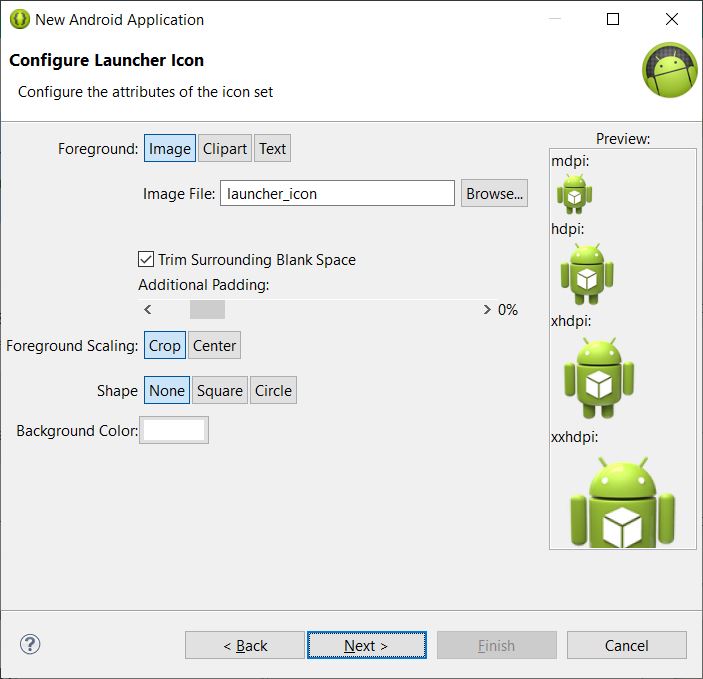 New Android Application
Configure Launcher Icon
Configure the attributes of the icon set
Foreground: Image Clipart Text
Image File: launcher_icon Browse...
Trim Surrounding Blank Space
Additional Padding:
0%
Foreground Scaling: Crop Center
Shape None Square Circle
Background Color:
Preview:
mdpi:
hdpi:
xhdpi:
xxhdpi:
< Back Next > Finish Cancel